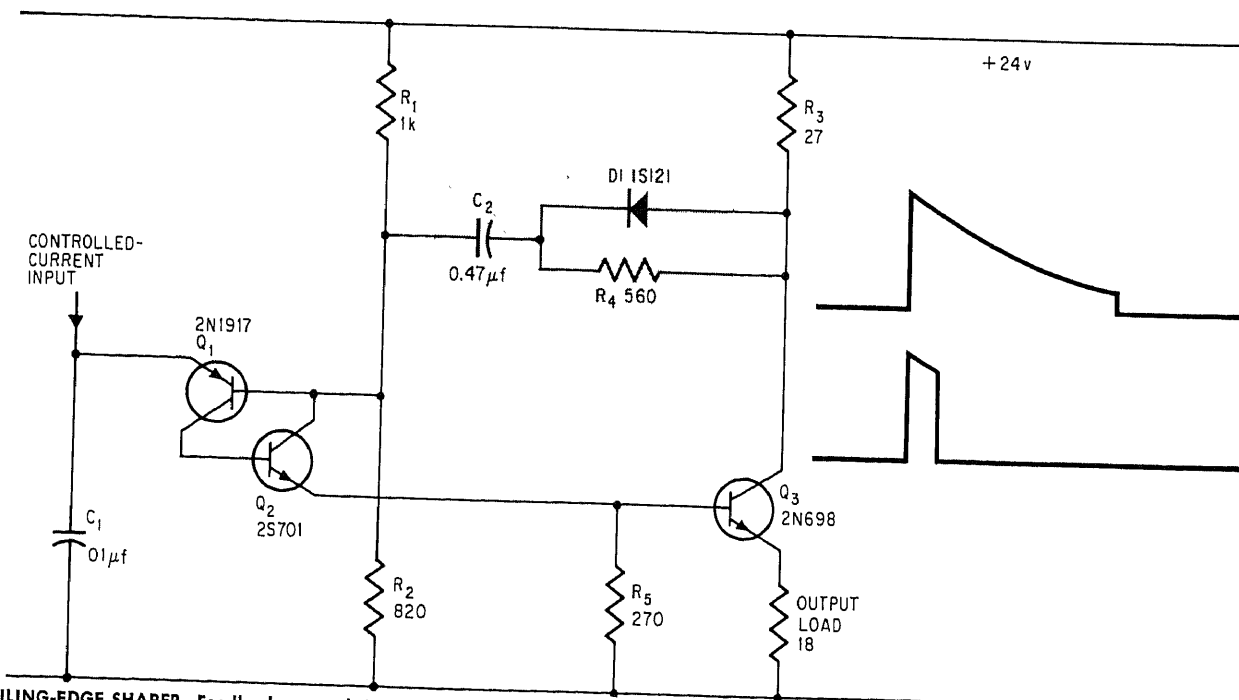 +24v
R1
1k
R3
27
D1 1S121
C2
0.47µf
R4 560
CONTROLLED-
CURRENT
INPUT
2N1917
Q1
Q2
2S701
Q3
2N698
C1
.01µf
R2
820
R5
270
OUTPUT
LOAD
18